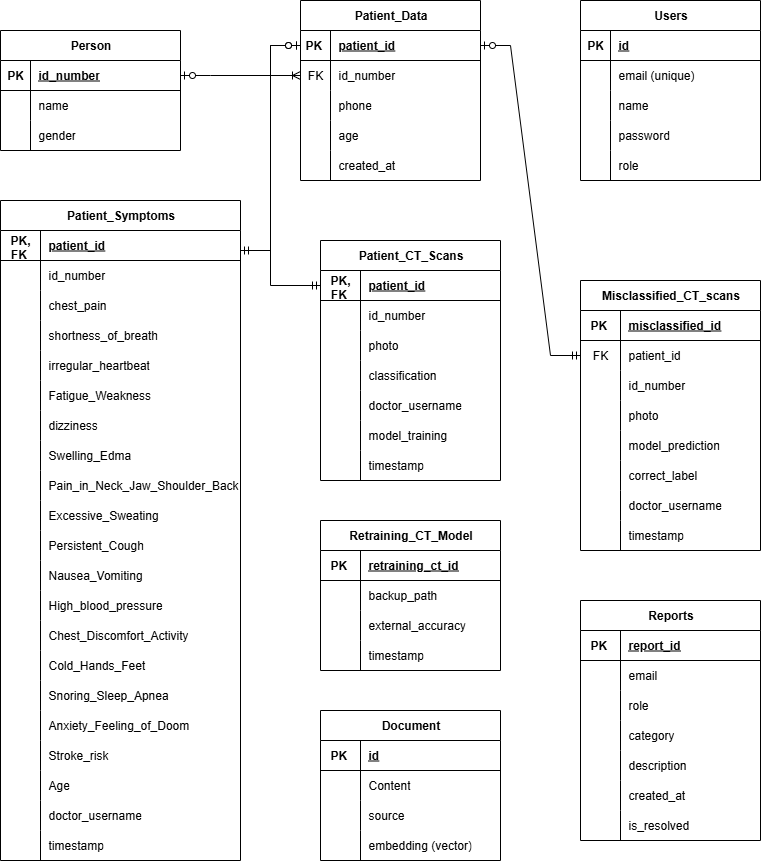 Person
PK id_number
name
gender
Patient_Data
PK patient_id
FK id_number
phone
age
created_at
Users
PK id
email (unique)
name
password
role
Patient_Symptoms
PK, FK patient_id
id_number
chest_pain
shortness_of_breath
irregular_heartbeat
Fatigue_Weakness
dizziness
Swelling_Edma
Pain_in_Neck_Jaw_Shoulder_Back
Excessive_Sweating
Persistent_Cough
Nausea_Vomiting
High_blood_pressure
Chest_Discomfort_Activity
Cold_Hands_Feet
Snoring_Sleep_Apnea
Anxiety_Feeling_of_Doom
Stroke_risk
Age
doctor_username
timestamp
Patient_CT_Scans
PK, FK patient_id
id_number
photo
classification
doctor_username
model_training
timestamp
Misclassified_CT_scans
PK misclassified_id
FK patient_id
id_number
photo
model_prediction
correct_label
doctor_username
timestamp
Retraining_CT_Model
PK retraining_ct_id
backup_path
external_accuracy
timestamp
Reports
PK report_id
email
role
category
description
created_at
is_resolved
Document
PK id
Content
source
embedding (vector)